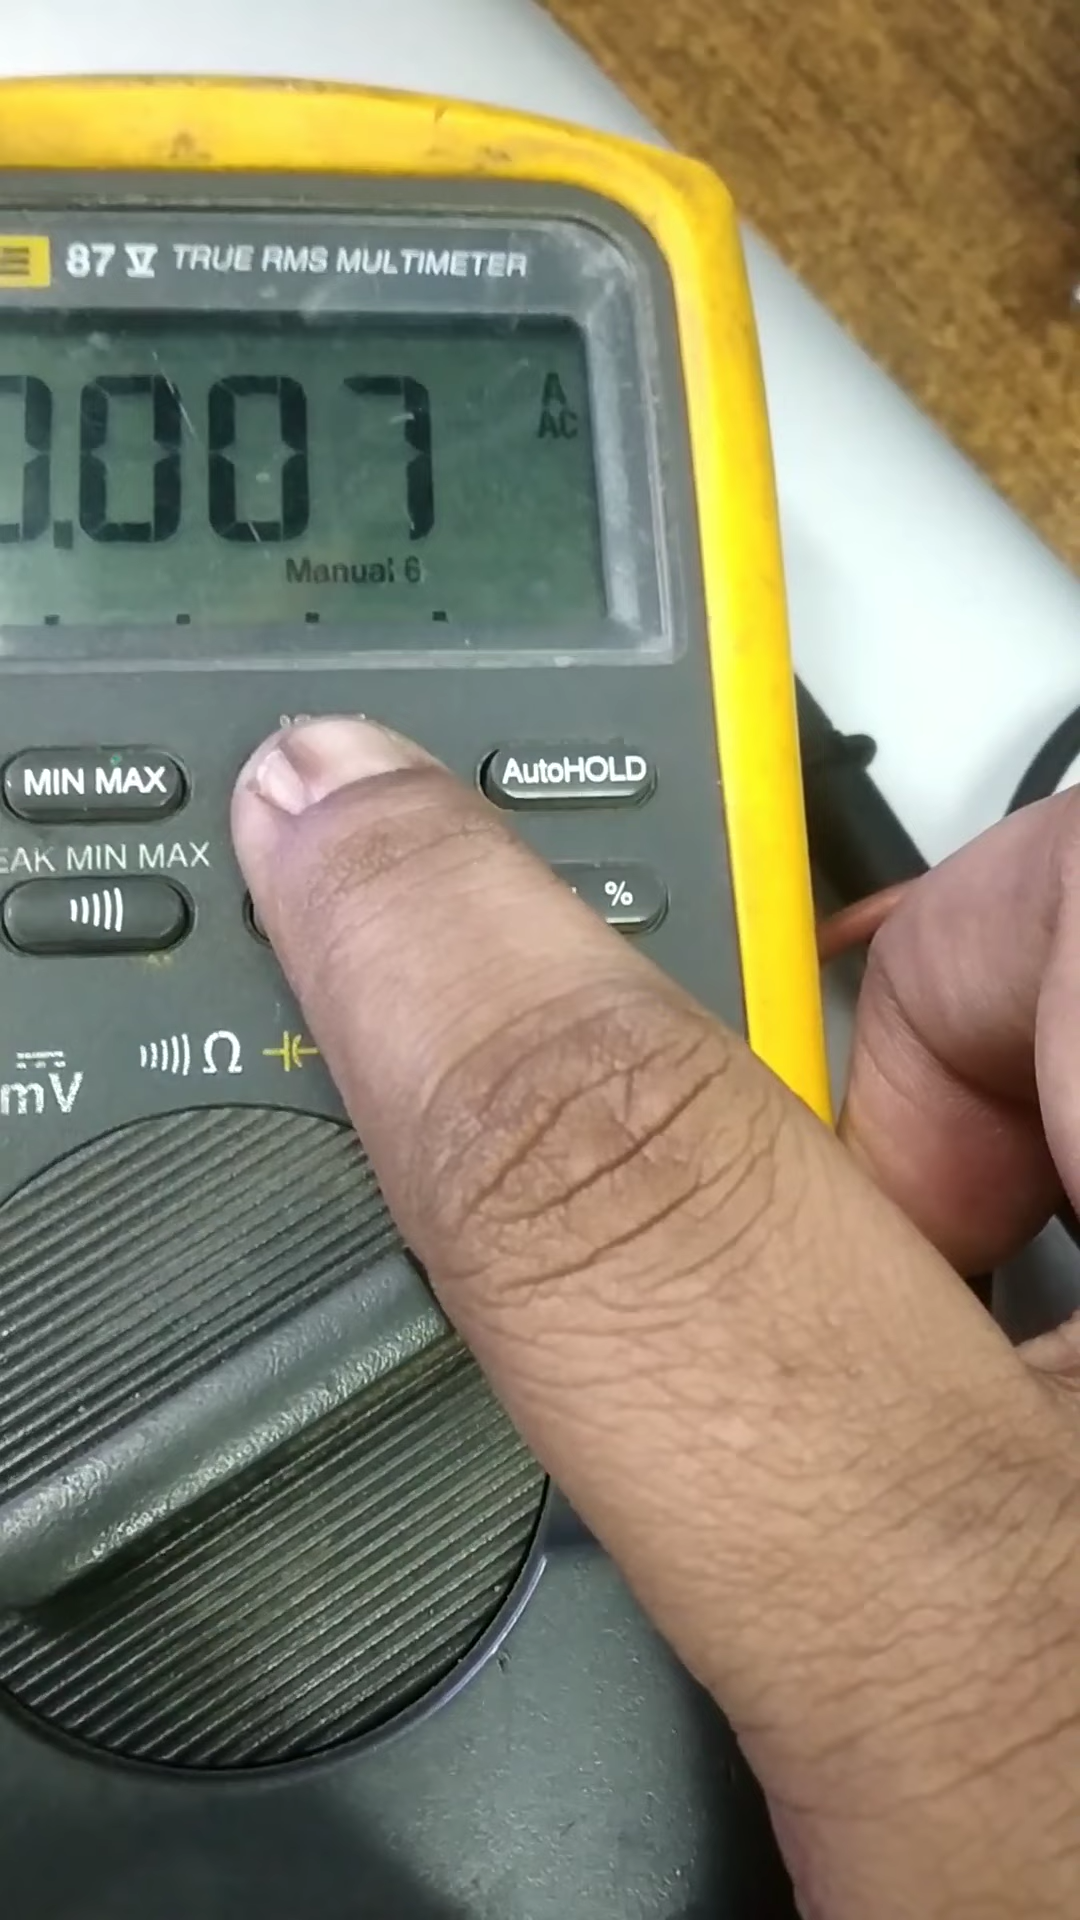 87 V TRUE RMS MULTIMETER
0.007 A
AC
Manual 6
MIN MAX
AutoHOLD
EAK MIN MAX
%
mV Ω